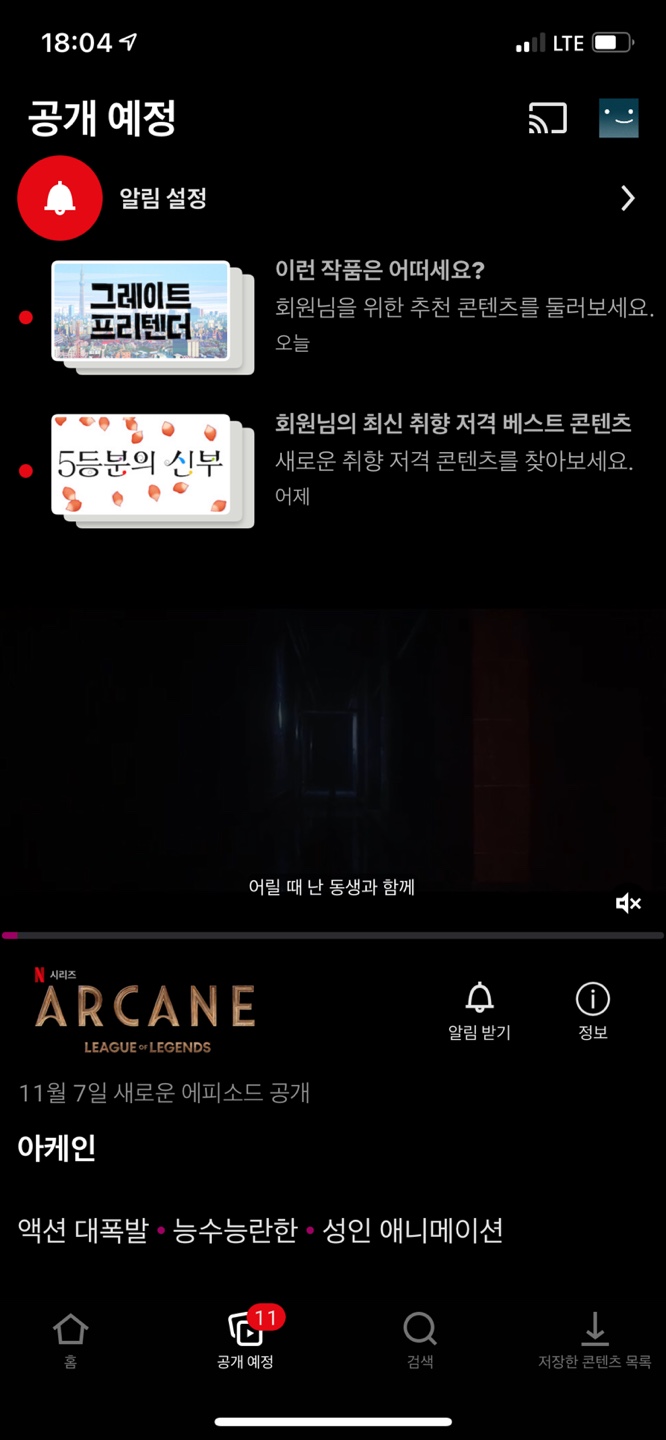 18:04
LTE
공개 예정
알림 설정
그레이트
프리텐더
이런 작품은 어떠세요?
회원님을 위한 추천 콘텐츠를 둘러보세요.
오늘
5등분의 신부
회원님의 최신 취향 저격 베스트 콘텐츠
새로운 취향 저격 콘텐츠를 찾아보세요.
어제
어릴 때 난 동생과 함께
N 시리즈
ARCANE
LEAGUE OF LEGENDS
알림 받기
정보
11월 7일 새로운 에피소드 공개
아케인
액션 대폭발 • 능수능란한 • 성인 애니메이션
11
홈
공개 예정
검색
저장한 콘텐츠 목록